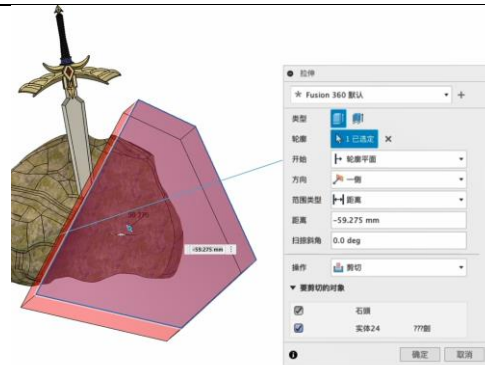 拉伸
Fusion 360 默认
类型
轮廓 1 已选定
开始 轮廓平面
方向 一侧
范围类型 距离
距离 -59.275 mm
扫掠斜角 0.0 deg
操作 剪切
要剪切的对象
石頭
实体24 ???劍
-59.275 mm
确定 取消